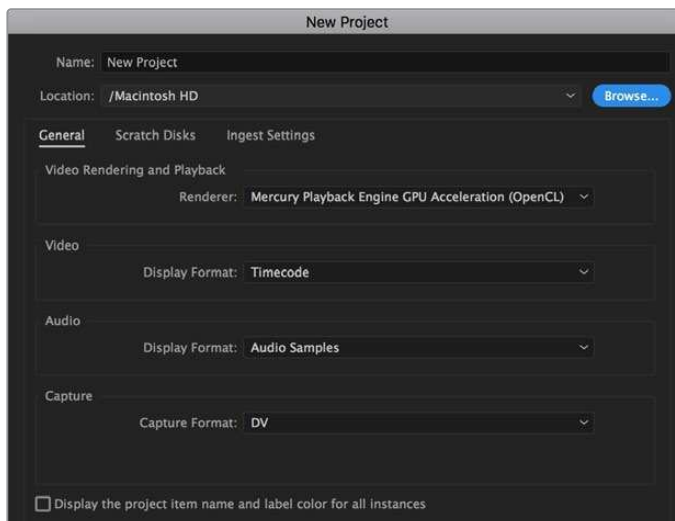 New Project
Name: New Project
Location: /Macintosh HD Browse...
General Scratch Disks Ingest Settings
Video Rendering and Playback
Renderer: Mercury Playback Engine GPU Acceleration (OpenCL)
Video
Display Format: Timecode
Audio
Display Format: Audio Samples
Capture
Capture Format: DV
Display the project item name and label color for all instances